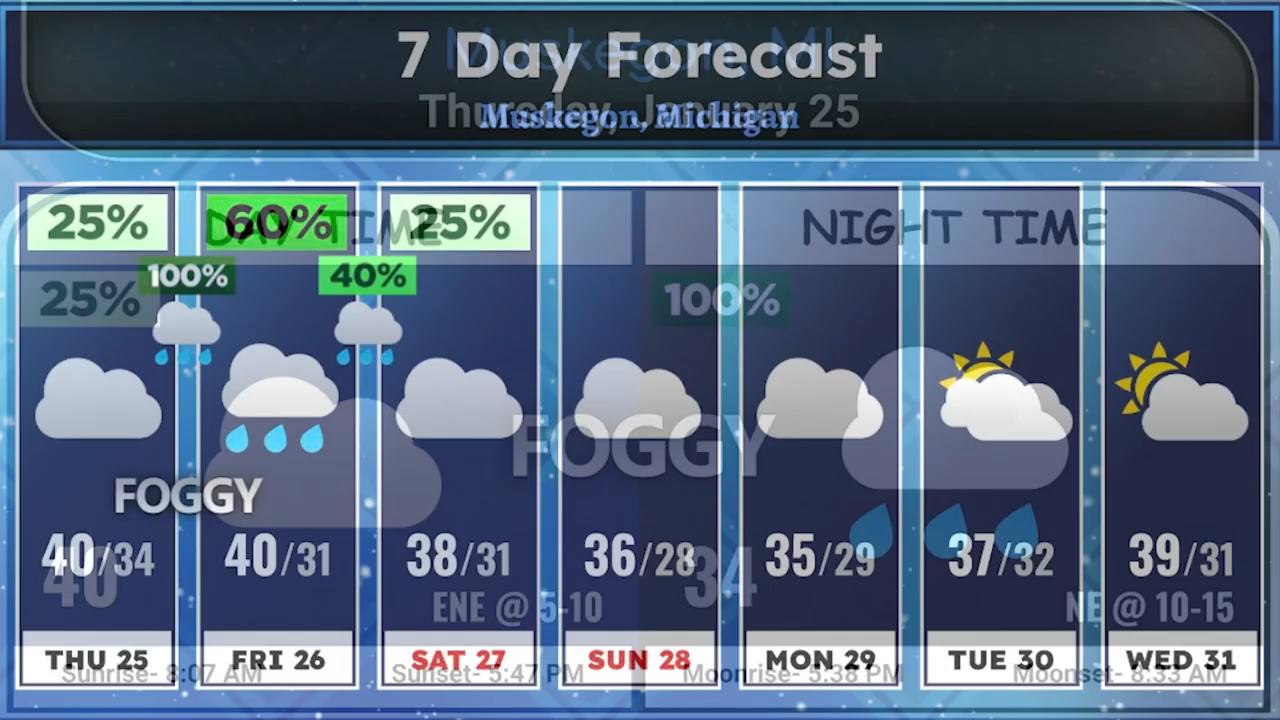 7 Day Forecast
Muskegon, MI
Thursday, January 25
Muskegon, Michigan
25% 60% 25%
DAY TIME NIGHT TIME
100% 40%
25% 100%
FOGGY
FOGGY
40/34 40/31 38/31 36/28 35/29 37/32 39/31
40 34
ENE @ 5-10 NE @ 10-15
THU 25 FRI 26 SAT 27 SUN 28 MON 29 TUE 30 WED 31
Sunrise- 8:07 AM Sunset- 5:47 PM Moonrise- 5:38 PM Moonset- 8:33 AM